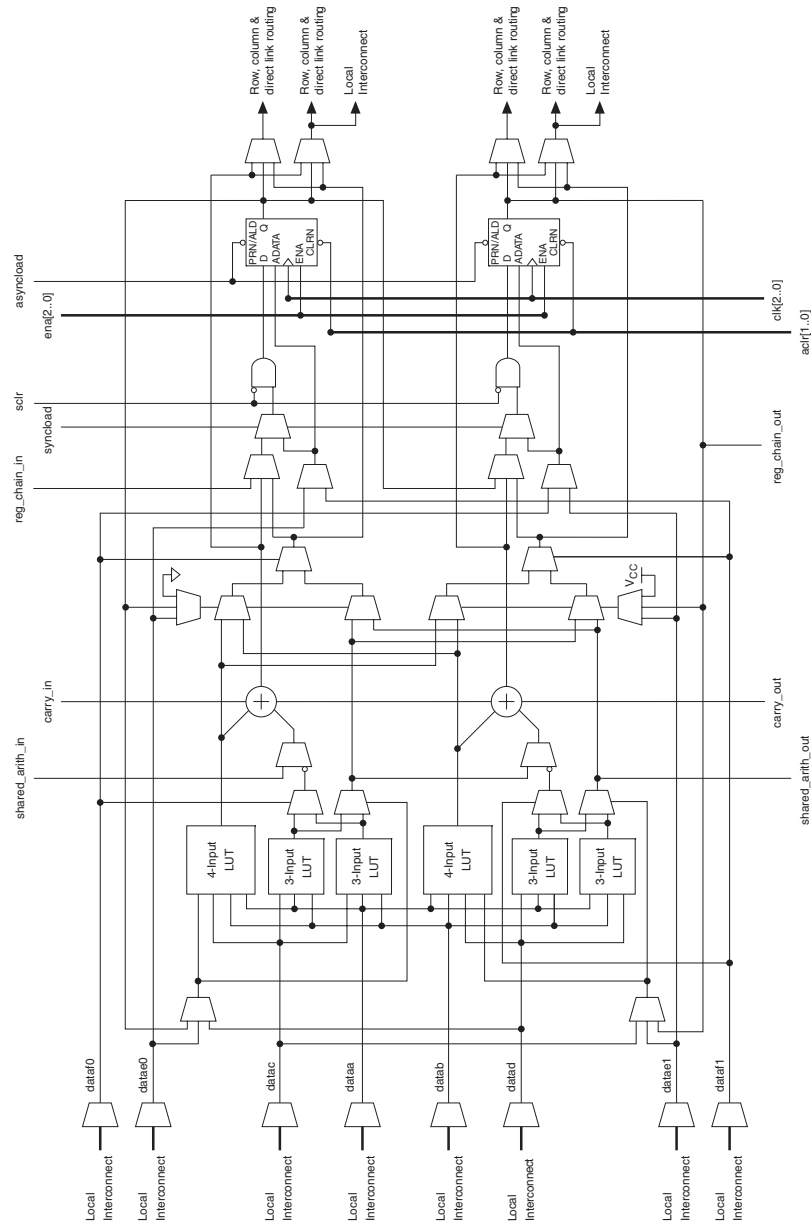 Row, column &
direct link routing
Row, column &
direct link routing
Local
Interconnect
Row, column &
direct link routing
Row, column &
direct link routing
Local
Interconnect
PRN/ALD
D Q
ADATA
ENA
CLRN
PRN/ALD
D Q
ADATA
ENA
CLRN
asyncload
ena[2..0]
sclr
syncload
reg_chain_in
carry_in
shared_arith_in
clk[2..0]
aclr[1..0]
reg_chain_out
carry_out
shared_arith_out
VCC
+
+
4-Input
LUT
3-Input
LUT
3-Input
LUT
4-Input
LUT
3-Input
LUT
3-Input
LUT
dataf0
datae0
datac
dataa
datab
datad
datae1
dataf1
Local
Interconnect
Local
Interconnect
Local
Interconnect
Local
Interconnect
Local
Interconnect
Local
Interconnect
Local
Interconnect
Local
Interconnect